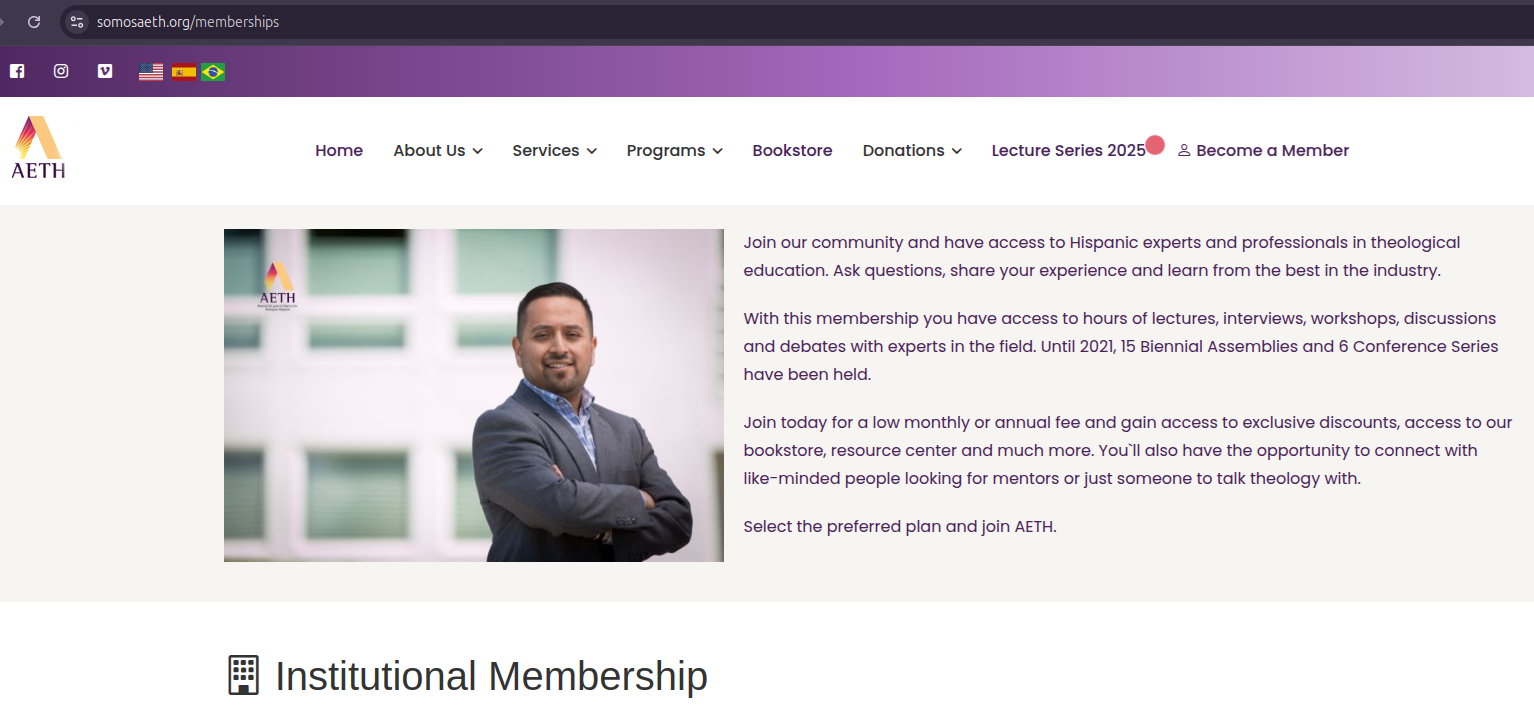 somosaeth.org/memberships
AETH
Home
About Us
Services
Programs
Bookstore
Donations
Lecture Series 2025
Become a Member
AETH
Join our community and have access to Hispanic experts and professionals in theological
education. Ask questions, share your experience and learn from the best in the industry.
With this membership you have access to hours of lectures, interviews, workshops, discussions
and debates with experts in the field. Until 2021, 15 Biennial Assemblies and 6 Conference Series
have been held.
Join today for a low monthly or annual fee and gain access to exclusive discounts, access to our
bookstore, resource center and much more. You`ll also have the opportunity to connect with
like-minded people looking for mentors or just someone to talk theology with.
Select the preferred plan and join AETH.
Institutional Membership